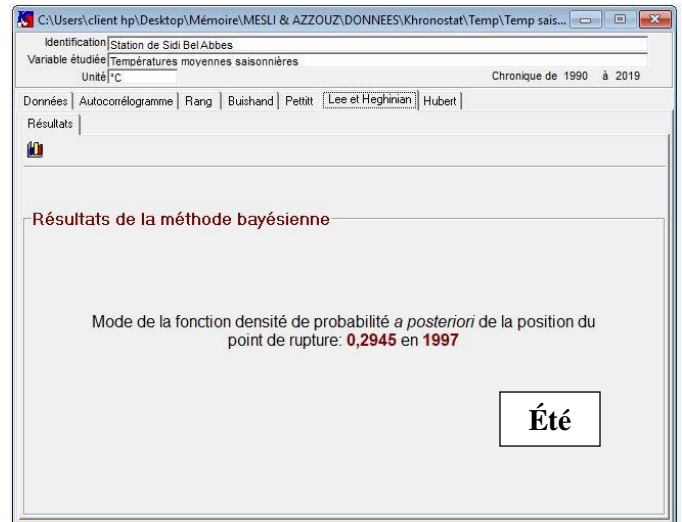 C:\Users\client hp\Desktop\Mémoire\MESLI & AZZOUZ\DONNEES\Khronostat\Temp\Temp sais...
Identification Station de Sidi Bel Abbes
Variable étudiée Températures moyennes saisonnières
Unité °C Chronique de 1990 à 2019
Données Autocorrélogramme Rang Buishand Pettitt Lee et Heghinian Hubert
Résultats
Résultats de la méthode bayésienne
Mode de la fonction densité de probabilité a posteriori de la position du
point de rupture: 0,2945 en 1997
Été